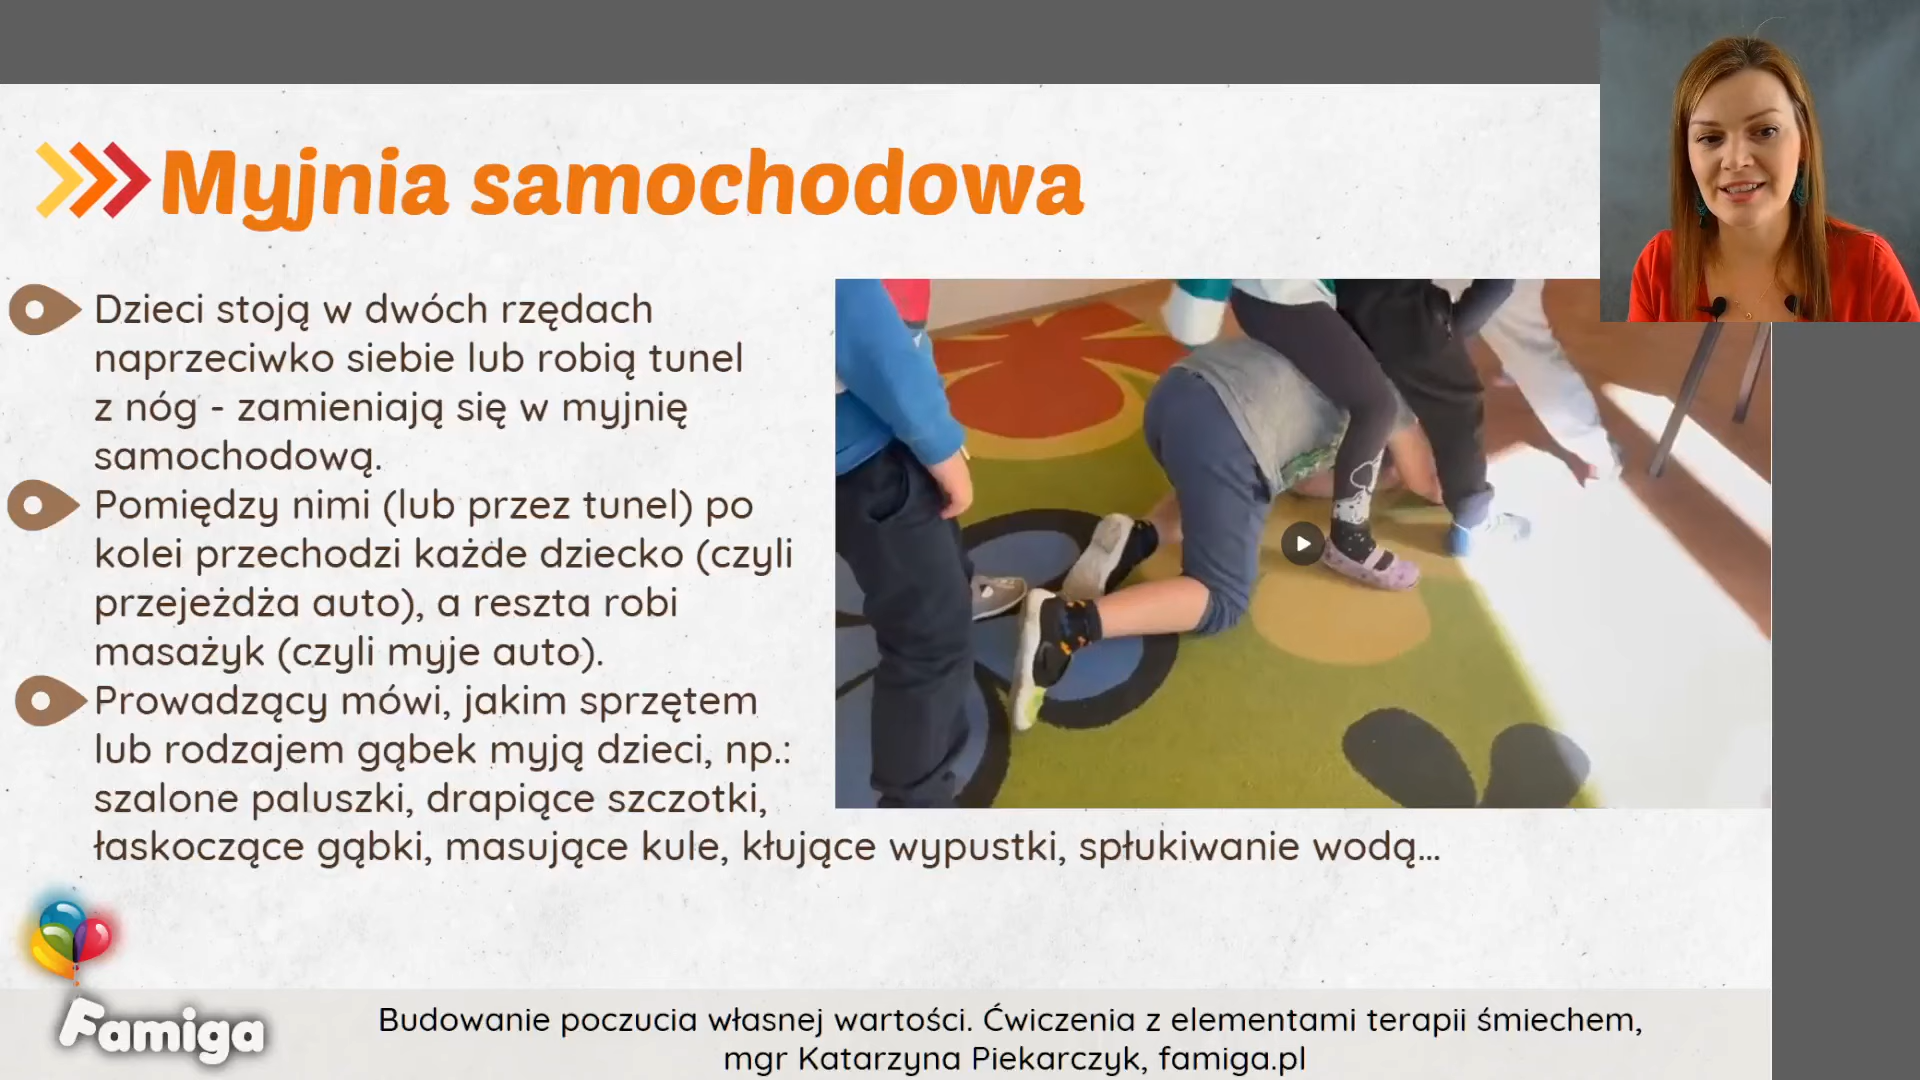 Myjnia samochodowa
Dzieci stoją w dwóch rzędach
naprzeciwko siebie lub robią tunel
z nóg - zamieniają się w myjnię
samochodową.
Pomiędzy nimi (lub przez tunel) po
kolei przechodzi każde dziecko (czyli
przejeżdża auto), a reszta robi
masażyk (czyli myje auto).
Prowadzący mówi, jakim sprzętem
lub rodzajem gąbek myją dzieci, np.:
szalone paluszki, drapiące szczotki,
łaskoczące gąbki, masujące kule, kłujące wypustki, spłukiwanie wodą...
Famiga
Budowanie poczucia własnej wartości. Ćwiczenia z elementami terapii śmiechem,
mgr Katarzyna Piekarczyk, famiga.pl